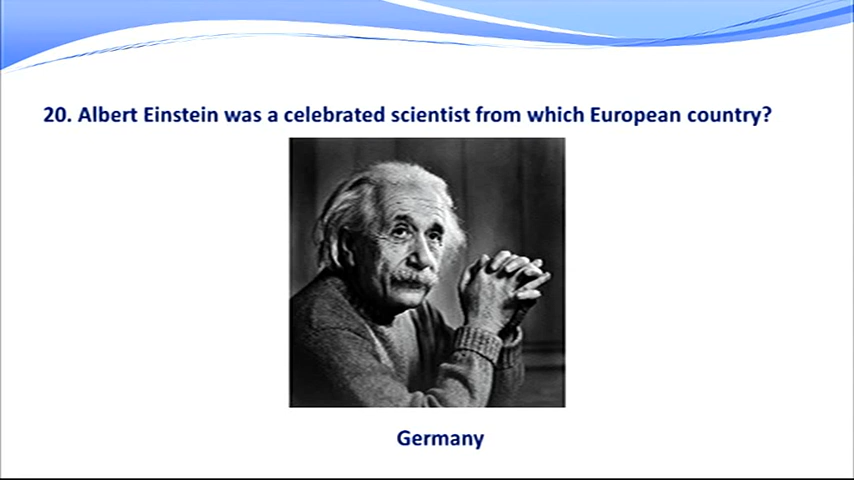 20. Albert Einstein was a celebrated scientist from which European country?
Germany